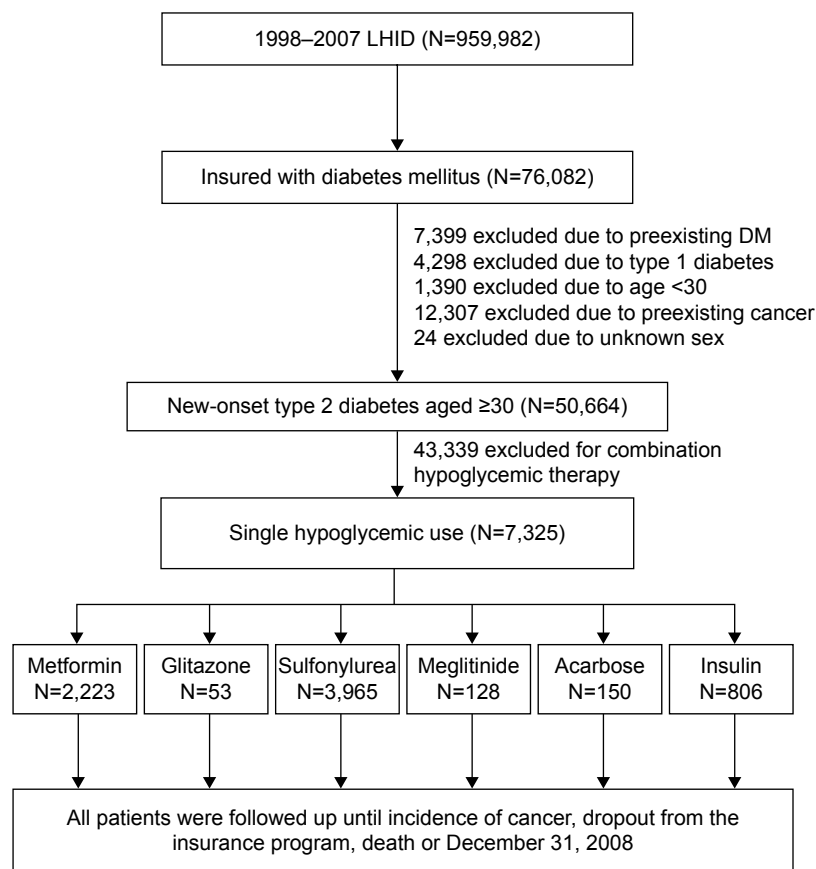 1998–2007 LHID (N=959,982)
Insured with diabetes mellitus (N=76,082)
7,399 excluded due to preexisting DM
4,298 excluded due to type 1 diabetes
1,390 excluded due to age <30
12,307 excluded due to preexisting cancer
24 excluded due to unknown sex
New-onset type 2 diabetes aged ≥30 (N=50,664)
43,339 excluded for combination
hypoglycemic therapy
Single hypoglycemic use (N=7,325)
Metformin
N=2,223
Glitazone
N=53
Sulfonylurea
N=3,965
Meglitinide
N=128
Acarbose
N=150
Insulin
N=806
All patients were followed up until incidence of cancer, dropout from the
insurance program, death or December 31, 2008